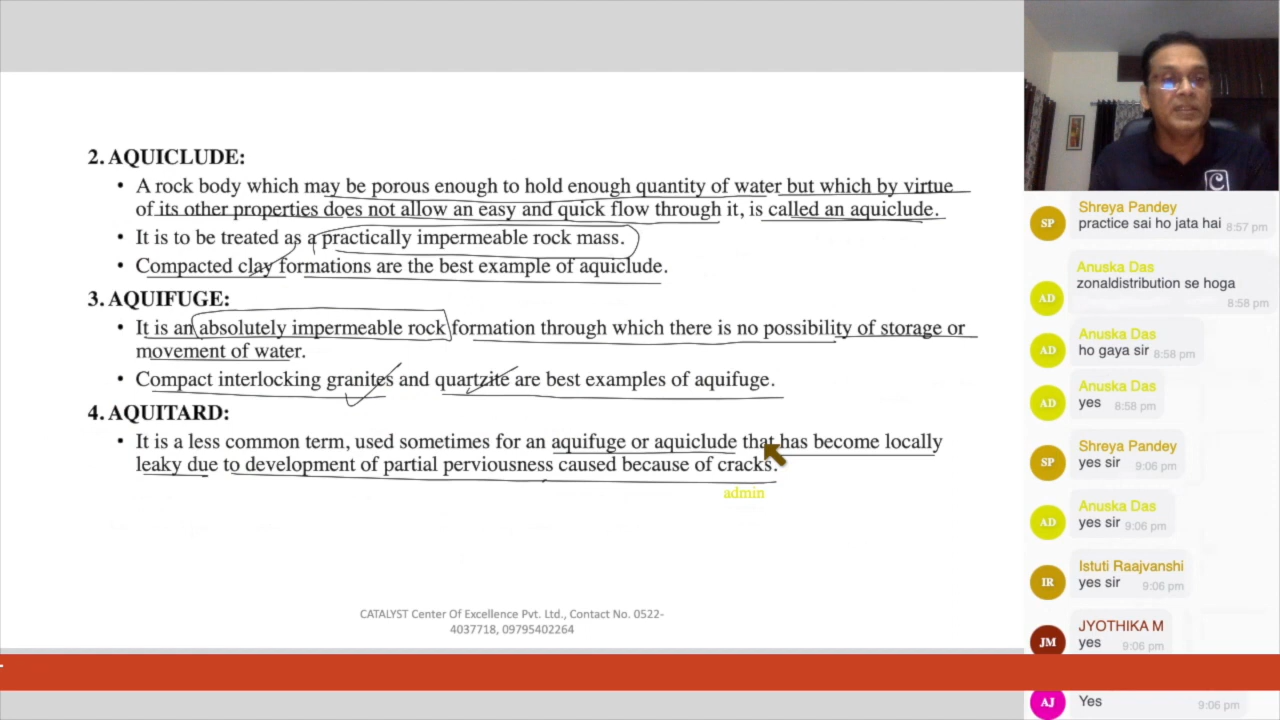 2. AQUICLUDE:
• A rock body which may be porous enough to hold enough quantity of water but which by virtue
of its other properties does not allow an easy and quick flow through it, is called an aquiclude.
• It is to be treated as a practically impermeable rock mass.
• Compacted clay formations are the best example of aquiclude.
3. AQUIFUGE:
• It is an absolutely impermeable rock formation through which there is no possibility of storage or
movement of water.
• Compact interlocking granites and quartzite are best examples of aquifuge.
4. AQUITARD:
• It is a less common term, used sometimes for an aquifuge or aquiclude that has become locally
leaky due to development of partial perviousness caused because of cracks.
admin
CATALYST Center Of Excellence Pvt. Ltd., Contact No. 0522-
4037718, 09795402264
C
SP
Shreya Pandey
practice sai ho jata hai 8:57 pm
AD
Anuska Das
zonaldistribution se hoga
8:58 pm
AD
Anuska Das
ho gaya sir 8:58 pm
AD
Anuska Das
yes 8:58 pm
SP
Shreya Pandey
yes sir 9:06 pm
AD
Anuska Das
yes sir 9:06 pm
IR
Istuti Raajvanshi
yes sir 9:06 pm
JM
JYOTHIKA M
yes 9:06 pm
AJ
Yes 9:06 pm